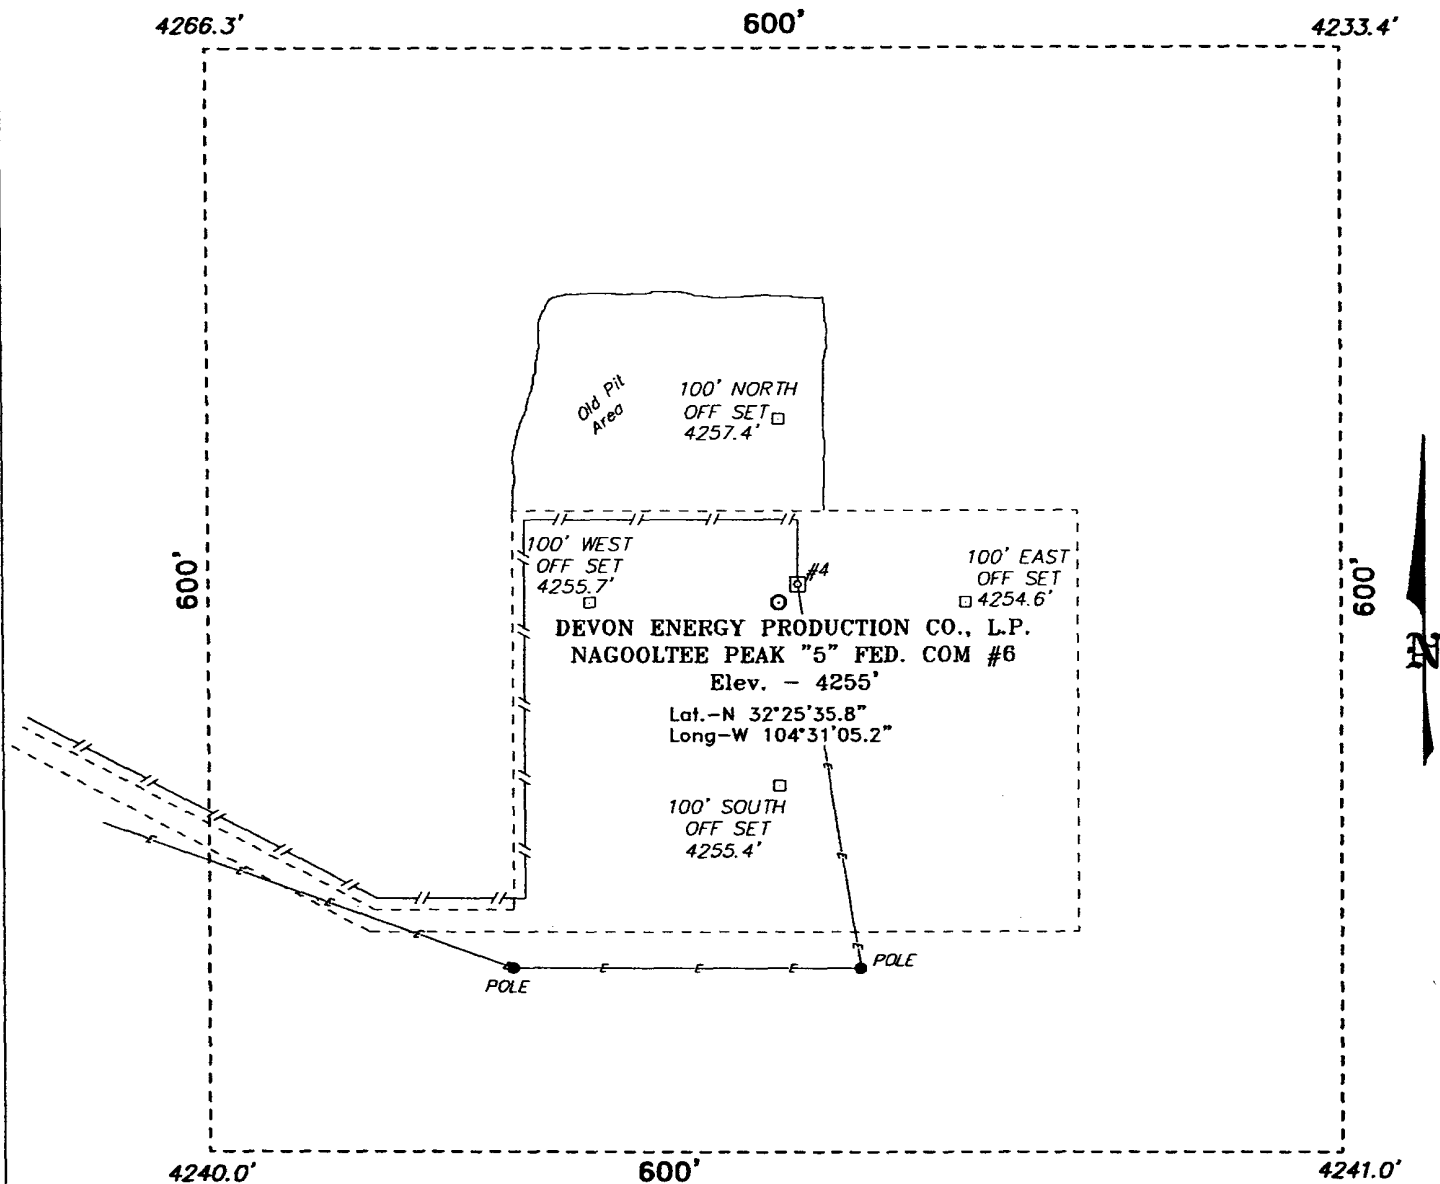 4266.3'
600'
4233.4'
Old Pit
Area
100' NORTH
OFF SET
4257.4'
600'
100' WEST
OFF SET
4255.7'
#4
100' EAST
OFF SET
4254.6'
600'
N
DEVON ENERGY PRODUCTION CO., L.P.
NAGOOLTEE PEAK "5" FED. COM #6
Elev. - 4255'
Lat.-N 32°25'35.8"
Long-W 104°31'05.2"
100' SOUTH
OFF SET
4255.4'
E
E
E
E
E
E
E
E
E
E
POLE
POLE
4240.0'
600'
4241.0'